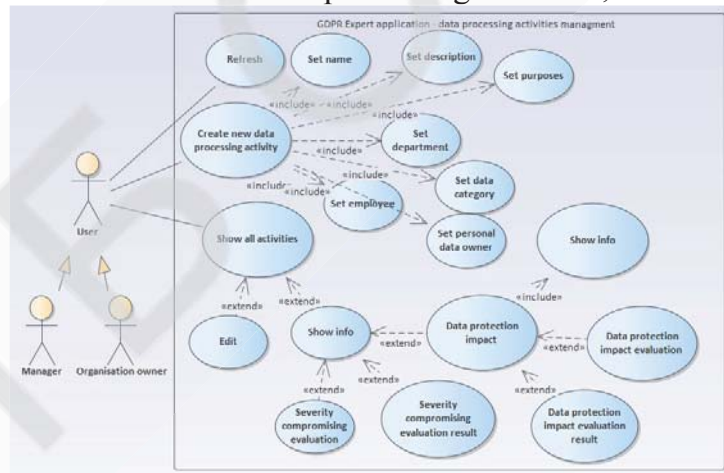 GDPR Expert application - data processing activities managment
Refresh
Set name
Set description
Set purposes
«include»
«include»
«include»
Create new data
processing activity
«include»
Set
department
«include»
«include»
Set data
category
Set employee
Set personal
data owner
User
Show all activities
Show info
«extend»
«extend»
«include»
Edit
Show info
«extend»
Data protection
impact
«extend»
Data protection
impact evaluation
Manager
Organisation owner
«extend»
«extend»
«extend»
Severity
compromising
evaluation
Severity
compromising
evaluation result
Data protection
impact evaluation
result